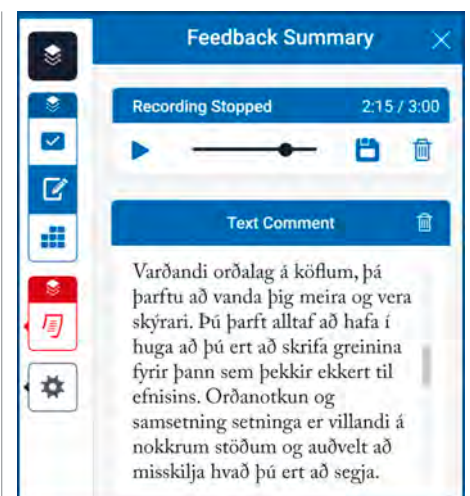 Feedback Summary
Recording Stopped 2:15 / 3:00
Text Comment
Varðandi orðalag á köflum, þá
þarftu að vanda þig meira og vera
skýrari. Þú þarft alltaf að hafa í
huga að þú ert að skrifa greinina
fyrir þann sem þekkir ekkert til
efnisins. Orðanotkun og
samsetning setninga er villandi á
nokkrum stöðum og auðvelt að
misskilja hvað þú ert að segja.